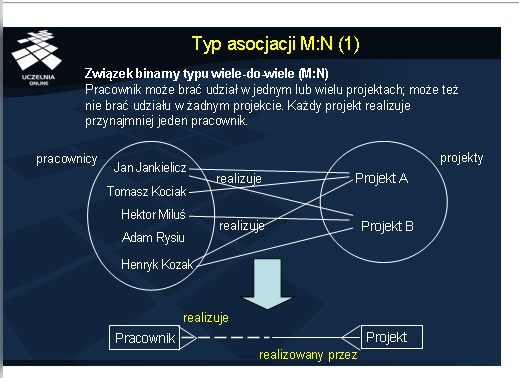 Typ asocjacji M:N (1)
UCZELNIA
ONLINE
Związek binarny typu wiele-do-wiele (M:N)
Pracownik może brać udział w jednym lub wielu projektach; może też
nie brać udziału w żadnym projekcie. Każdy projekt realizuje
przynajmniej jeden pracownik.
pracownicy
projekty
Jan Jankielicz
realizuje
Projekt A
Tomasz Kociak
Hektor Miluś
realizuje
Projekt B
Adam Rysiu
Henryk Kozak
realizuje
Pracownik
Projekt
realizowany przez